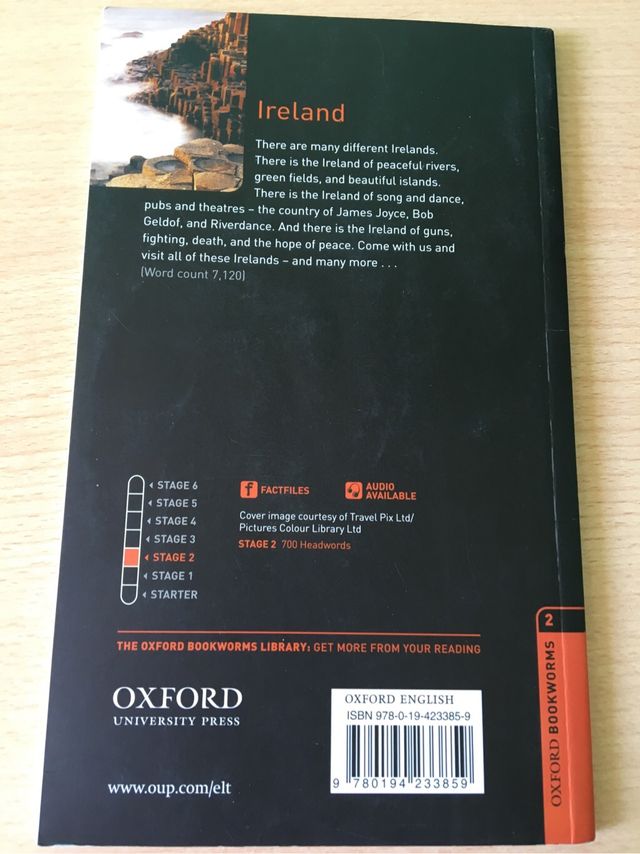 Ireland
There are many different Irelands.
There is the Ireland of peaceful rivers,
green fields, and beautiful islands.
There is the Ireland of song and dance,
pubs and theatres – the country of James Joyce, Bob
Geldof, and Riverdance. And there is the Ireland of guns,
fighting, death, and the hope of peace. Come with us and
visit all of these Irelands – and many more . . .
(Word count 7,120)
STAGE 6
STAGE 5
STAGE 4
STAGE 3
STAGE 2
STAGE 1
STARTER
f FACTFILES
AUDIO
AVAILABLE
Cover image courtesy of Travel Pix Ltd/
Pictures Colour Library Ltd
STAGE 2 700 Headwords
THE OXFORD BOOKWORMS LIBRARY: GET MORE FROM YOUR READING
OXFORD
UNIVERSITY PRESS
www.oup.com/elt
OXFORD ENGLISH
ISBN 978-0-19-423385-9
9 780194 233859
2
OXFORD BOOKWORMS